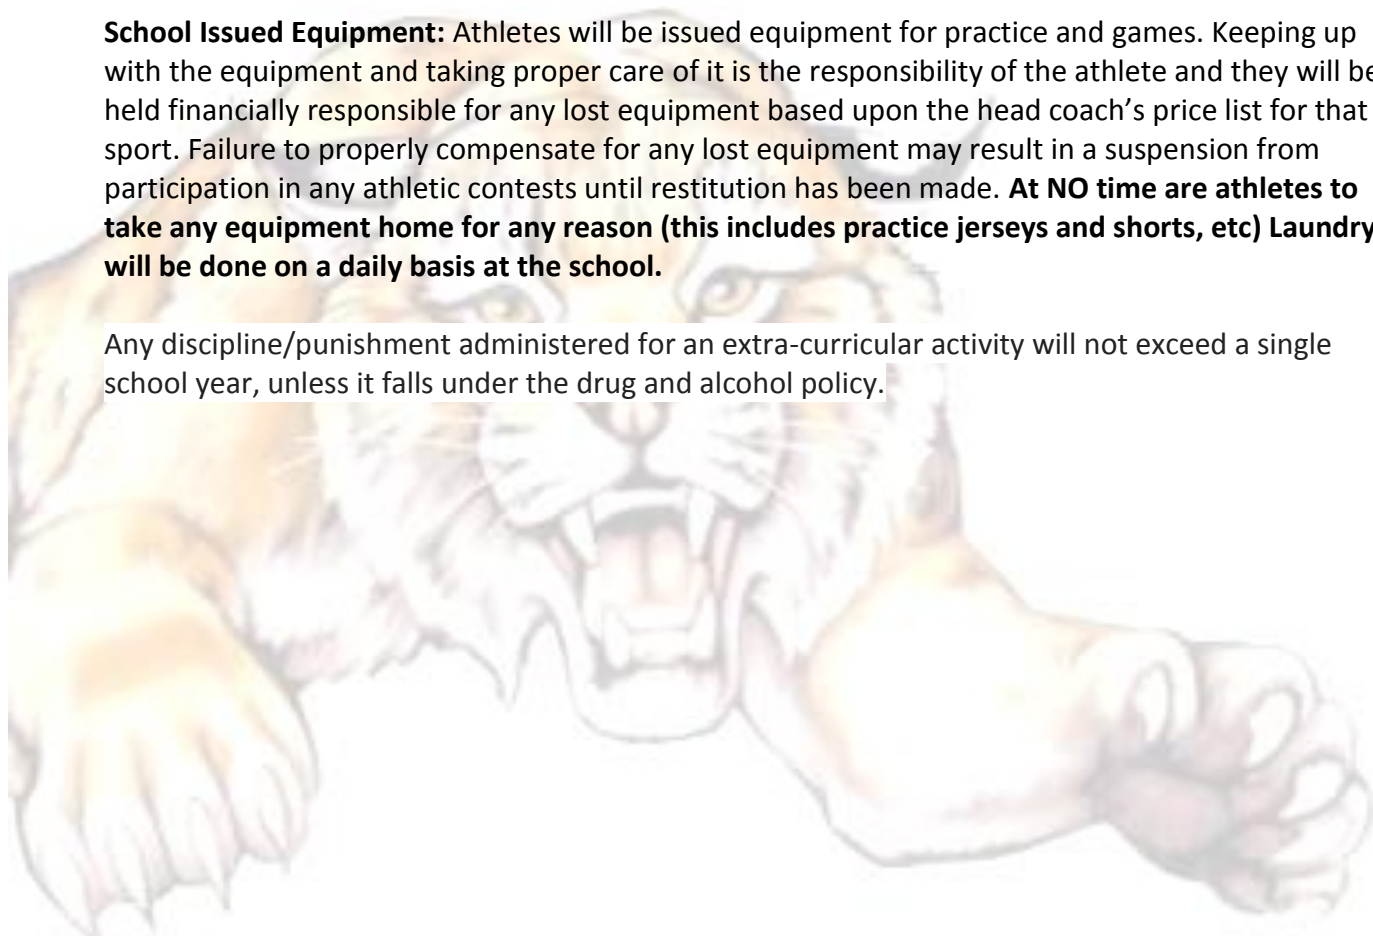 School Issued Equipment: Athletes will be issued equipment for practice and games. Keeping up
with the equipment and taking proper care of it is the responsibility of the athlete and they will be
held financially responsible for any lost equipment based upon the head coach’s price list for that
sport. Failure to properly compensate for any lost equipment may result in a suspension from
participation in any athletic contests until restitution has been made. At NO time are athletes to
take any equipment home for any reason (this includes practice jerseys and shorts, etc) Laundry
will be done on a daily basis at the school.
Any discipline/punishment administered for an extra-curricular activity will not exceed a single
school year, unless it falls under the drug and alcohol policy.